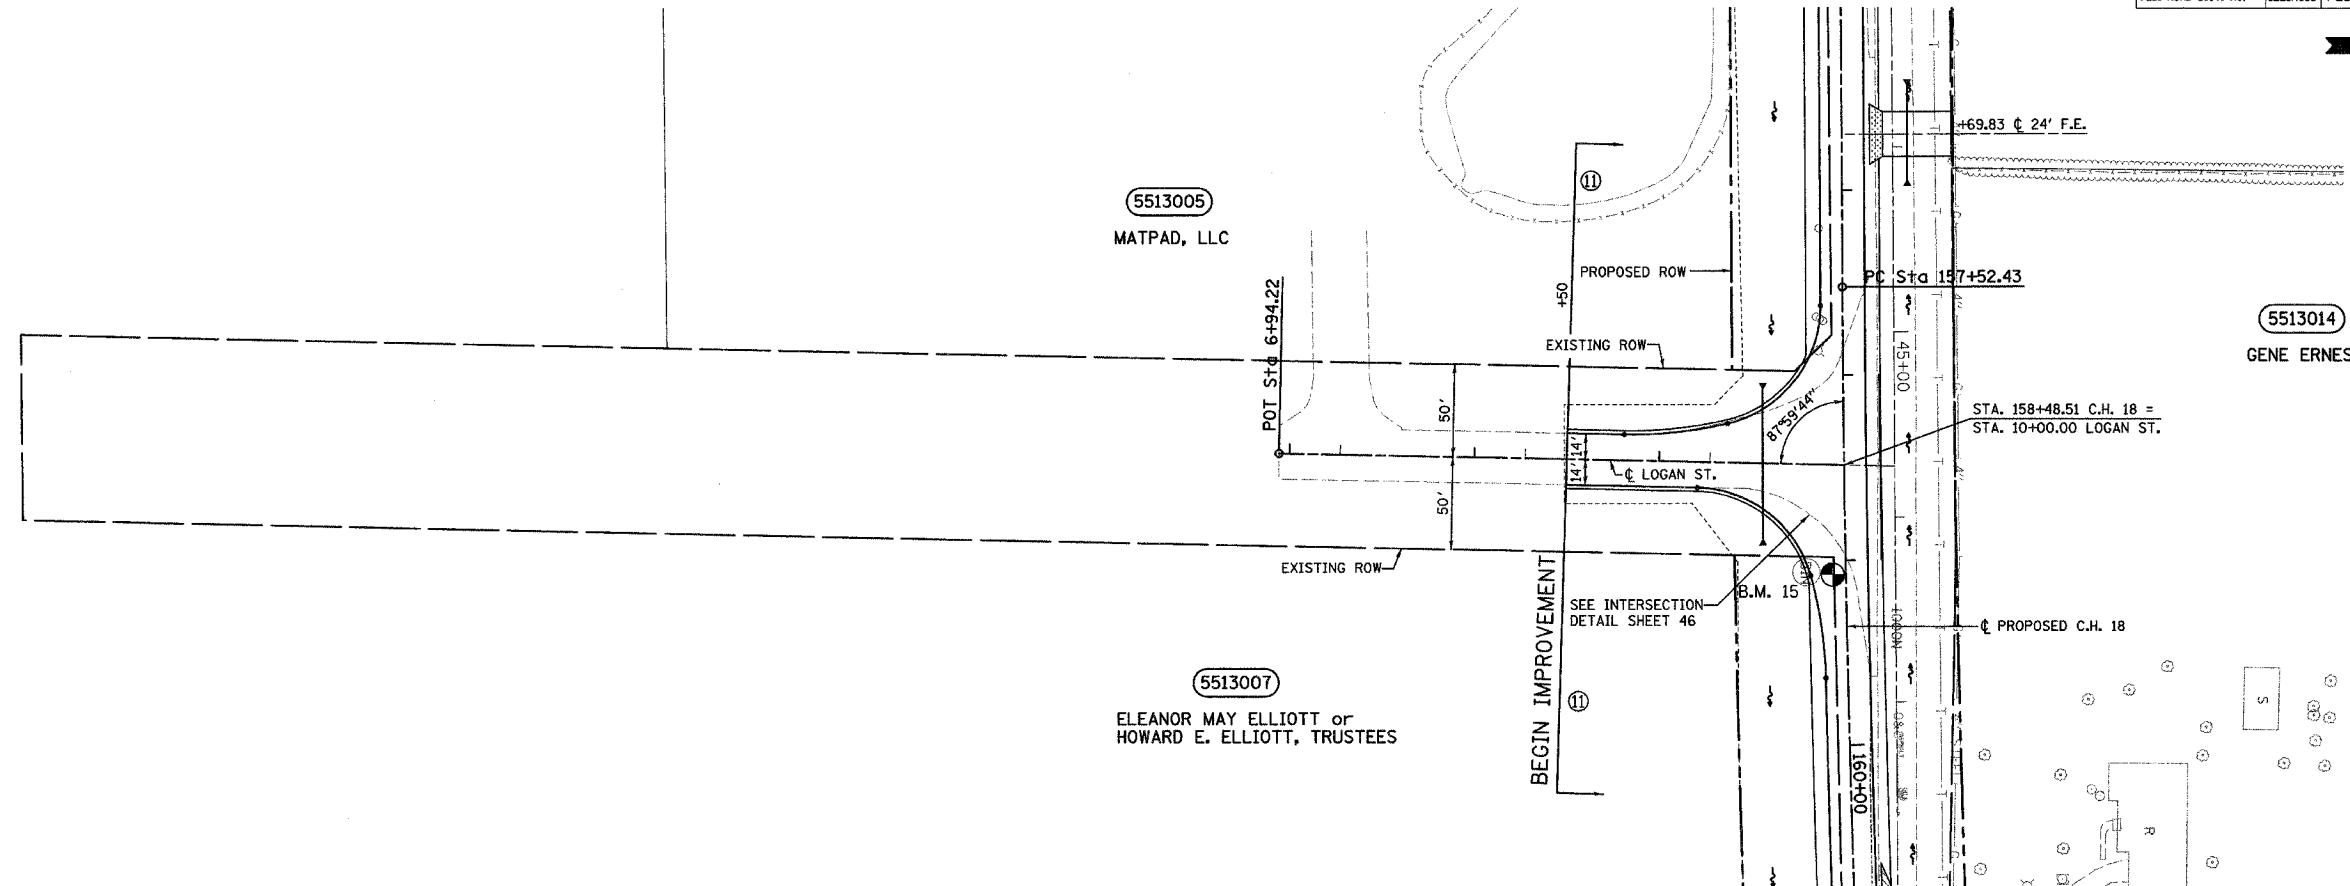 +69.83 ℄ 24' F.E.
11
5513005
MATPAD, LLC
PROPOSED ROW
+50
POT Sta 6+94.22
PC Sta 157+52.43
5513014
GENE ERNES
EXISTING ROW
45+00
50'
87°59'44"
STA. 158+48.51 C.H. 18 =
STA. 10+00.00 LOGAN ST.
14' 14'
℄ LOGAN ST.
50'
EXISTING ROW
BEGIN IMPROVEMENT
SEE INTERSECTION
DETAIL SHEET 46
B.M. 15
℄ PROPOSED C.H. 18
1000N
5513007
11
ELEANOR MAY ELLIOTT or
HOWARD E. ELLIOTT, TRUSTEES
160+00
S
R